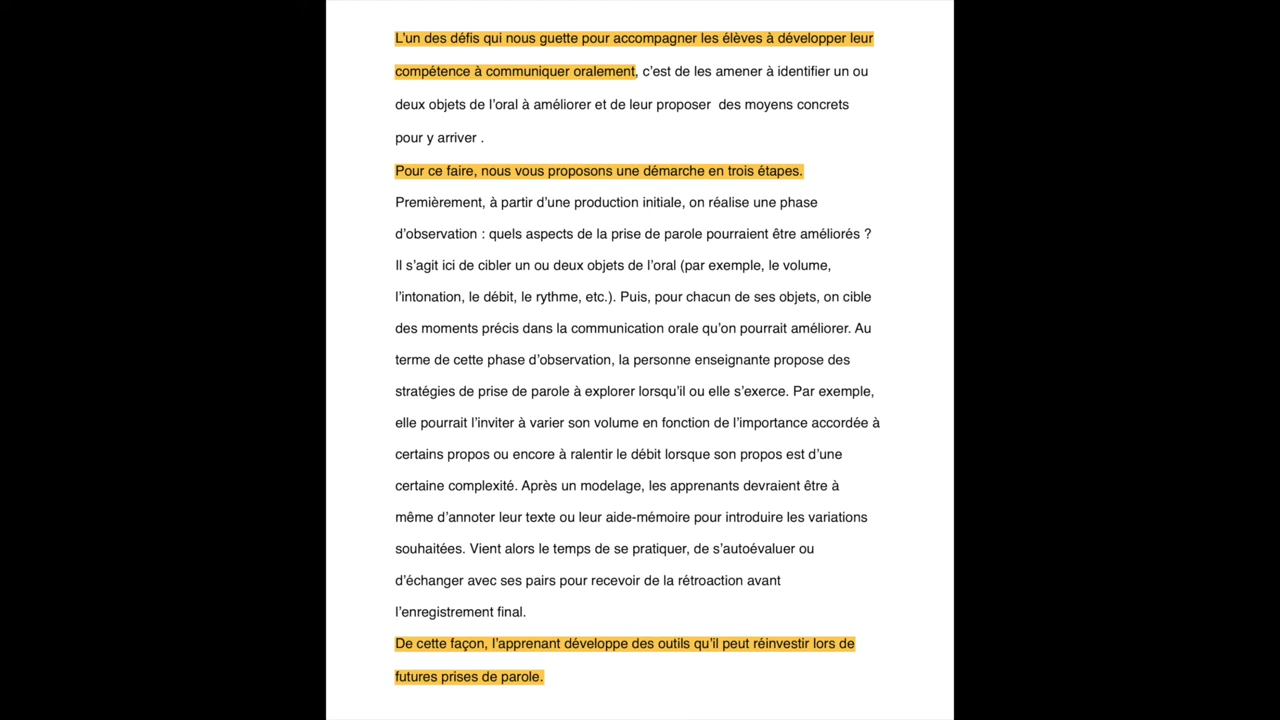 L'un des défis qui nous guette pour accompagner les élèves à développer leur
compétence à communiquer oralement, c'est de les amener à identifier un ou
deux objets de l'oral à améliorer et de leur proposer  des moyens concrets
pour y arriver .
Pour ce faire, nous vous proposons une démarche en trois étapes.
Premièrement, à partir d'une production initiale, on réalise une phase
d'observation : quels aspects de la prise de parole pourraient être améliorés ?
Il s'agit ici de cibler un ou deux objets de l'oral (par exemple, le volume,
l'intonation, le débit, le rythme, etc.). Puis, pour chacun de ses objets, on cible
des moments précis dans la communication orale qu'on pourrait améliorer. Au
terme de cette phase d'observation, la personne enseignante propose des
stratégies de prise de parole à explorer lorsqu'il ou elle s'exerce. Par exemple,
elle pourrait l'inviter à varier son volume en fonction de l'importance accordée à
certains propos ou encore à ralentir le débit lorsque son propos est d'une
certaine complexité. Après un modelage, les apprenants devraient être à
même d'annoter leur texte ou leur aide-mémoire pour introduire les variations
souhaitées. Vient alors le temps de se pratiquer, de s'autoévaluer ou
d'échanger avec ses pairs pour recevoir de la rétroaction avant
l'enregistrement final.
De cette façon, l'apprenant développe des outils qu'il peut réinvestir lors de
futures prises de parole.